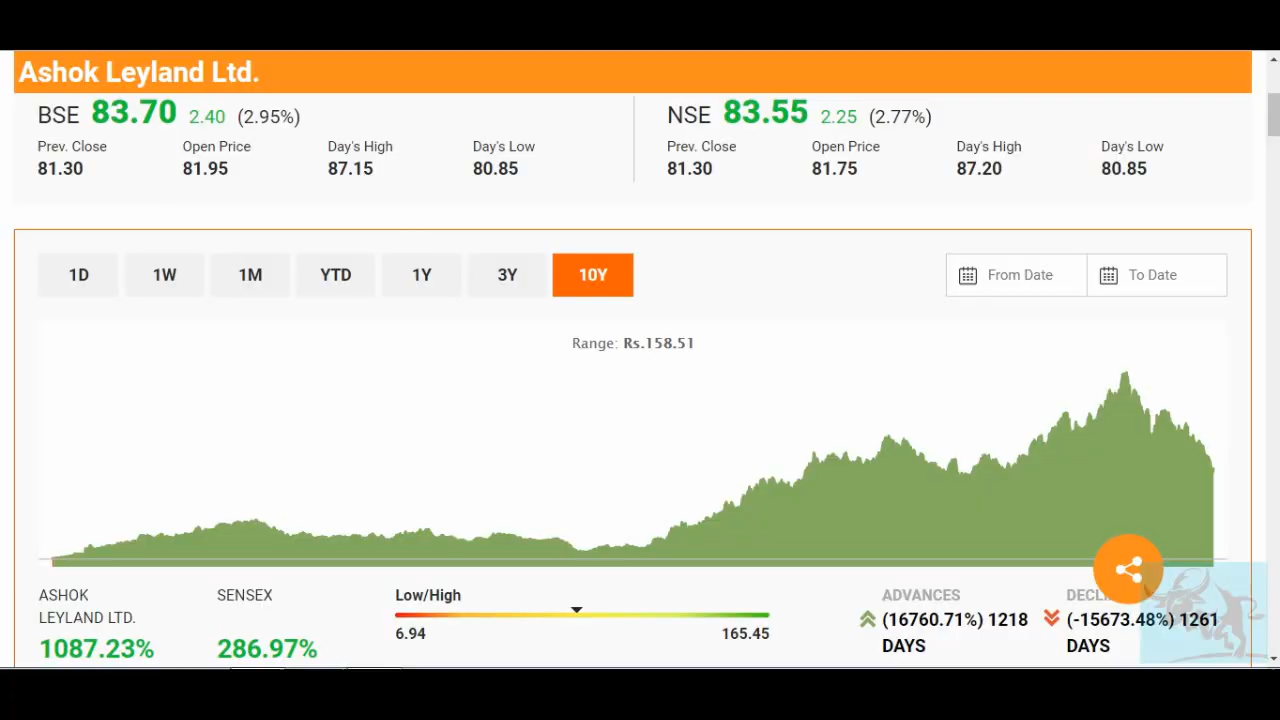 Ashok Leyland Ltd.
BSE 83.70 2.40 (2.95%)
Prev. Close Open Price Day's High Day's Low
81.30 81.95 87.15 80.85
NSE 83.55 2.25 (2.77%)
Prev. Close Open Price Day's High Day's Low
81.30 81.75 87.20 80.85
1D 1W 1M YTD 1Y 3Y 10Y
From Date To Date
Range: Rs.158.51
ASHOK
LEYLAND LTD.
1087.23%
SENSEX
286.97%
Low/High
6.94 165.45
ADVANCES
(16760.71%) 1218
DAYS
(-15673.48%) 1261
DAYS